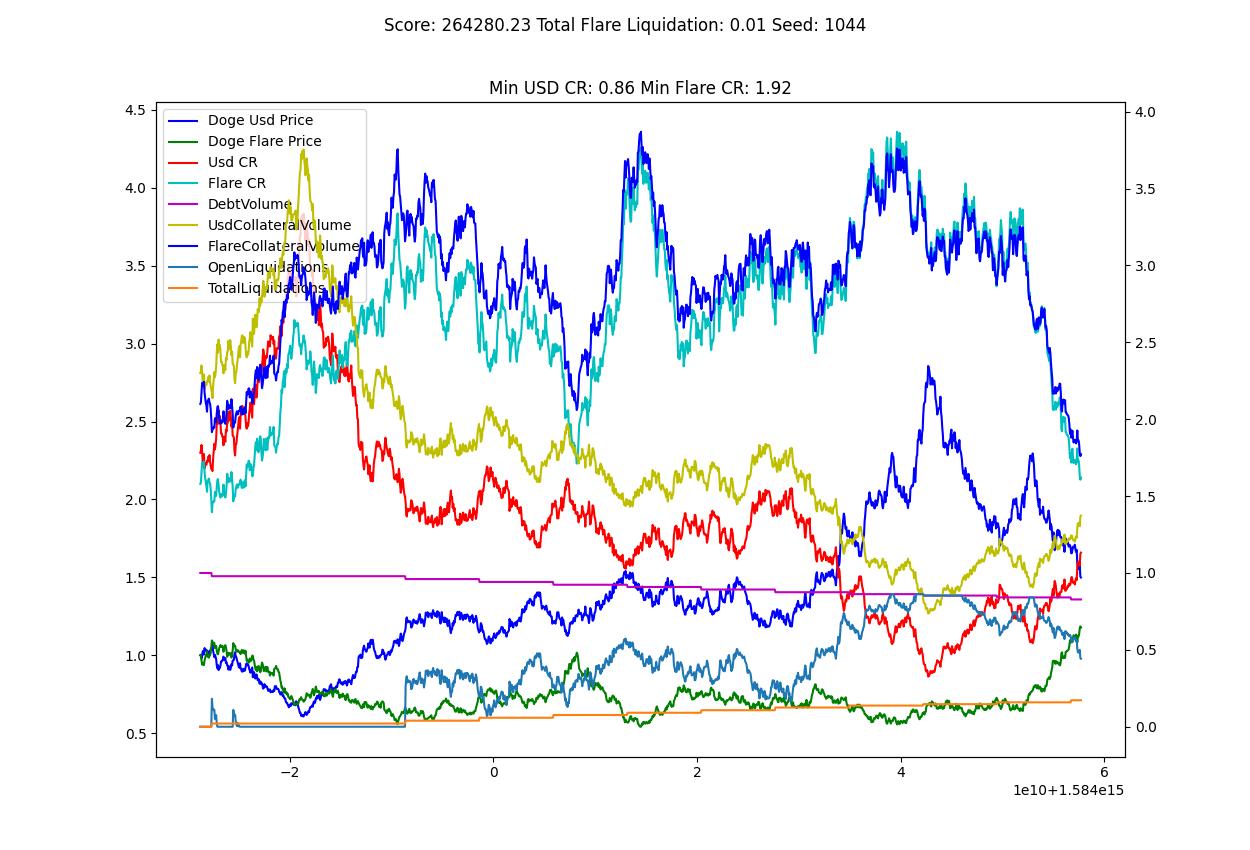 Score: 264280.23 Total Flare Liquidation: 0.01 Seed: 1044
Min USD CR: 0.86 Min Flare CR: 1.92
4.5
4.0
3.5
3.0
2.5
2.0
1.5
1.0
0.5
Doge Usd Price
Doge Flare Price
Usd CR
Flare CR
DebtVolume
UsdCollateralVolume
FlareCollateralVolume
OpenLiquidations
TotalLiquidations
4.0
3.5
3.0
2.5
2.0
1.5
1.0
0.5
0.0
−2 0 2 4 6
1e10+1.584e15